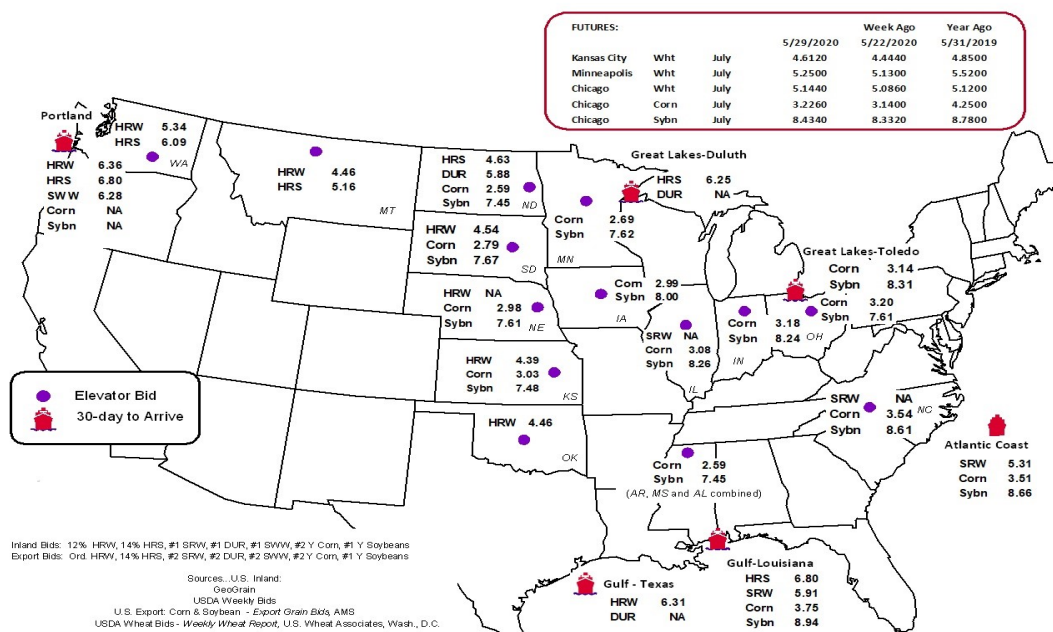 FUTURES: Week Ago Year Ago
5/29/2020 5/22/2020 5/31/2019
Kansas City Wht July 4.6120 4.4440 4.8500
Minneapolis Wht July 5.2500 5.1300 5.5200
Chicago Wht July 5.1440 5.0860 5.1200
Chicago Corn July 3.2260 3.1400 4.2500
Chicago Sybn July 8.4340 8.3320 8.7800
Portland
HRW 5.34
HRS 6.09
WA
HRW 6.36
HRS 6.80
SWW 6.28
Corn NA
Sybn NA
HRW 4.46
HRS 5.16
MT
HRS 4.63
DUR 5.88
Corn 2.59
Sybn 7.45
ND
HRW 4.54
Corn 2.79
Sybn 7.67
SD
Corn 2.69
Sybn 7.62
MN
Great Lakes-Duluth
HRS 6.25
DUR NA
Great Lakes-Toledo
Corn 3.14
Sybn 8.31
Corn 3.20
Sybn 7.61
OH
HRW NA
Corn 2.98
Sybn 7.61
NE
Corn 2.99
Sybn 8.00
IA
SRW NA
Corn 3.08
Sybn 8.26
IL
Corn 3.18
Sybn 8.24
IN
HRW 4.39
Corn 3.03
Sybn 7.48
KS
Elevator Bid
30-day to Arrive
HRW 4.46
OK
SRW NA
Corn 3.54
Sybn 8.61
NC
Atlantic Coast
SRW 5.31
Corn 3.51
Sybn 8.66
Corn 2.59
Sybn 7.45
(AR, MS and AL combined)
Gulf-Louisiana
HRS 6.80
SRW 5.91
Corn 3.75
Sybn 8.94
Gulf - Texas
HRW 6.31
DUR NA
Inland Bids: 12% HRW, 14% HRS, #1 SRW, #1 DUR, #1 SWW, #2 Y Corn, #1 Y Soybeans
Export Bids: Ord. HRW, 14% HRS, #2 SRW, #2 DUR, #2 SWW, #2 Y Corn, #1 Y Soybeans
Sources...U.S. Inland:
GeoGrain
USDA Weekly Bids
U.S. Export: Corn & Soybean - Export Grain Bids, AMS
USDA Wheat Bids - Weekly Wheat Report, U.S. Wheat Associates, Wash., D.C.